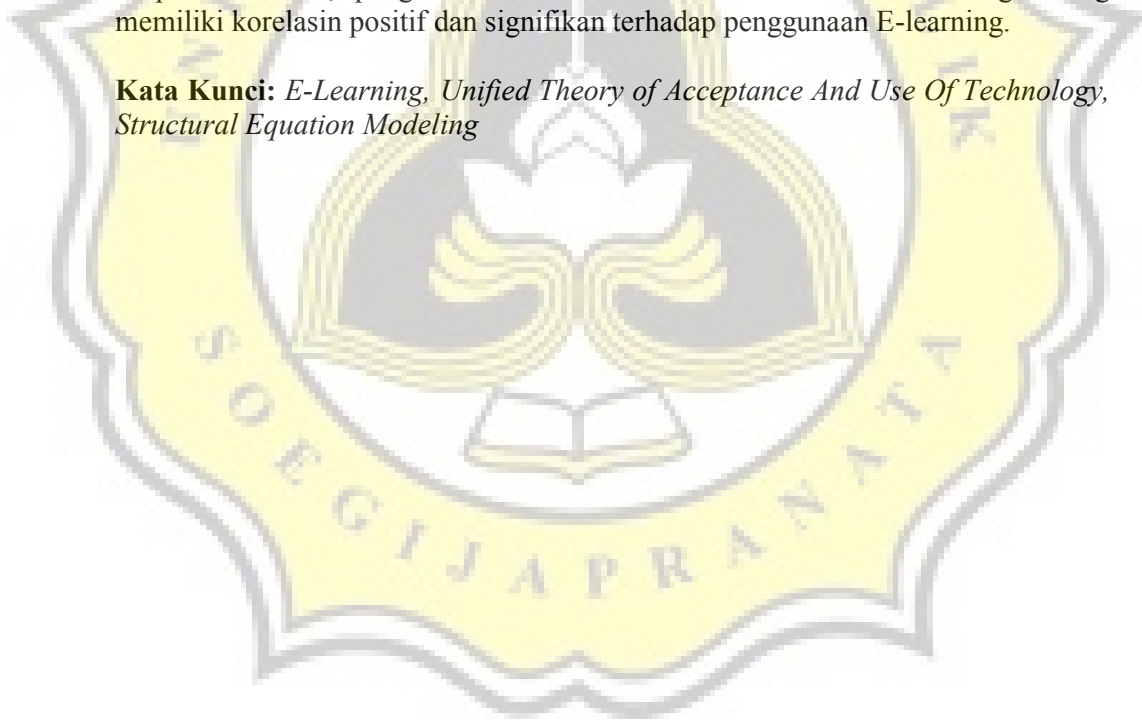 memiliki korelasin positif dan signifikan terhadap penggunaan E-learning.
Kata Kunci: E-Learning, Unified Theory of Acceptance And Use Of Technology,
Structural Equation Modeling
SOEGIJAPRANATA